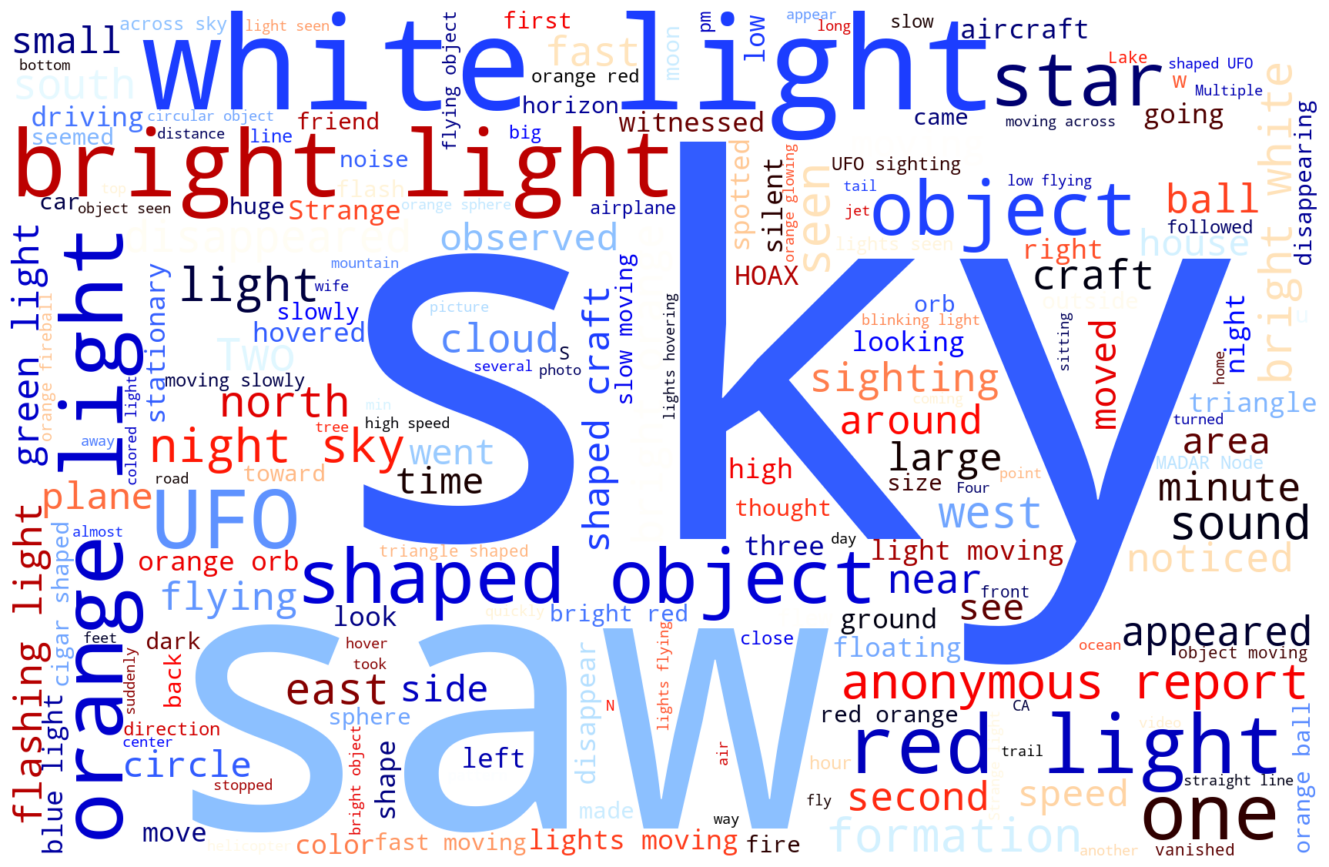 small
across sky
light seen
white light
flying object
first
fast
orange red
moon
pm
low
appear
long
slow
aircraft
star
Lake
shaped UFO
W
Multiple
bottom
south
driving
circular object
friend
horizon
witnessed
came
moving across
going
seemed
distance
line
big
bright light
noise
flash
top
car
object seen
huge
Strange
orange sphere
airplane
spotted
silent
orange glowing
seen
UFO sighting
tail
jet
low flying
object
ball
followed
right
house
bright white
disappearing
disappeared
observed
lights seen
HOAX
craft
outside
u
green light
orange fireball
orange light
colored light
stationary
light
mountain
wife
slowly
hovered
picture
cloud
Two
moving slowly
several
S
photo
shaped craft
slow moving
lights hovering
sky
orb
blinking light
looking
sitting
moved
night
home
triangle
turned
north
min
high speed
tree
night sky
away
toward
went
time
sighting
coming
around
large
size
Four
point
area
MADAR Node
minute
sound
high
thought
west
noticed
plane
road
UFO
almost
orange orb
triangle shaped
flying
shaped object
three
day
light moving
near
front
see
quickly
bright red
look
close
ground
floating
appeared
object moving
ocean
flashing light
cigar shaped
blue light
feet
suddenly
dark
back
hover
took
saw
east
side
sphere
direction
center
circle
stopped
bright object
shape
left
disappear
N
lights flying
air
anonymous report
red orange
CA
red light
trail
video
straight line
orange ball
hour
second
speed
one
fly
made
way
move
helicopter
color
fast moving
lights moving
fire
formation
another
vanished